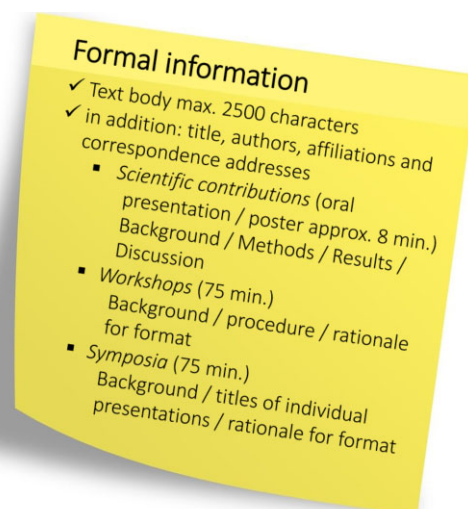 Formal information
✓ Text body max. 2500 characters
✓ in addition: title, authors, affiliations and
correspondence addresses
▪ Scientific contributions (oral
presentation / poster approx. 8 min.)
Background / Methods / Results /
Discussion
▪ Workshops (75 min.)
Background / procedure / rationale
for format
▪ Symposia (75 min.)
Background / titles of individual
presentations / rationale for format